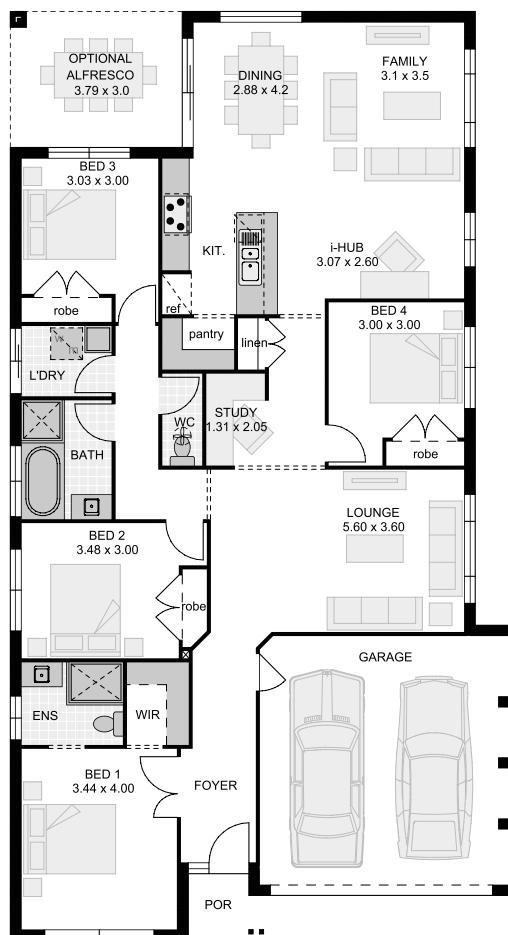 OPTIONAL
ALFRESCO
3.79 x 3.0
DINING
2.88 x 4.2
FAMILY
3.1 x 3.5
BED 3
3.03 x 3.00
KIT.
i-HUB
3.07 x 2.60
robe
ref
BED 4
3.00 x 3.00
pantry
linen
L'DRY
WC
STUDY
1.31 x 2.05
BATH
robe
LOUNGE
5.60 x 3.60
BED 2
3.48 x 3.00
robe
GARAGE
ENS
WIR
BED 1
3.44 x 4.00
FOYER
POR